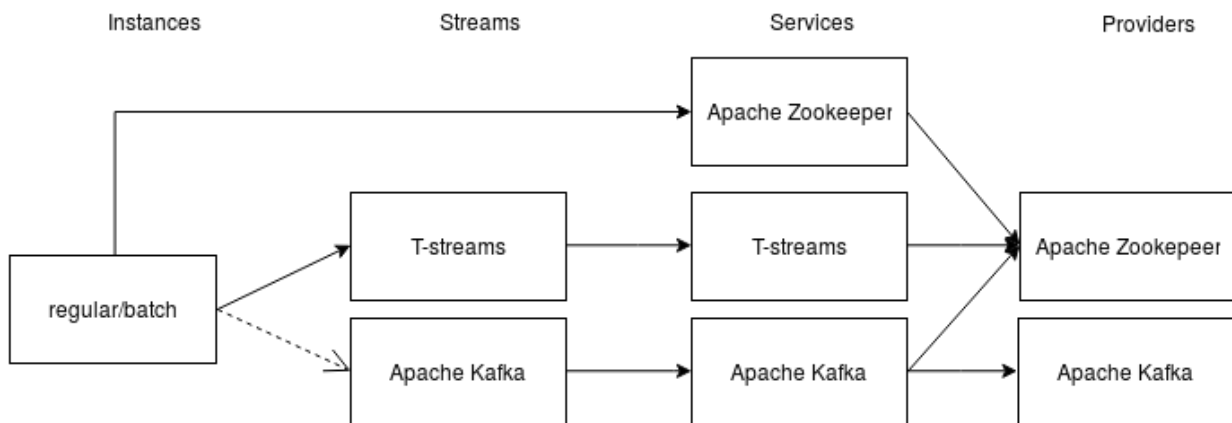 Instances
Streams
Services
Providers
Apache Zookeeper
T-streams
T-streams
Apache Zookepeer
regular/batch
Apache Kafka
Apache Kafka
Apache Kafka